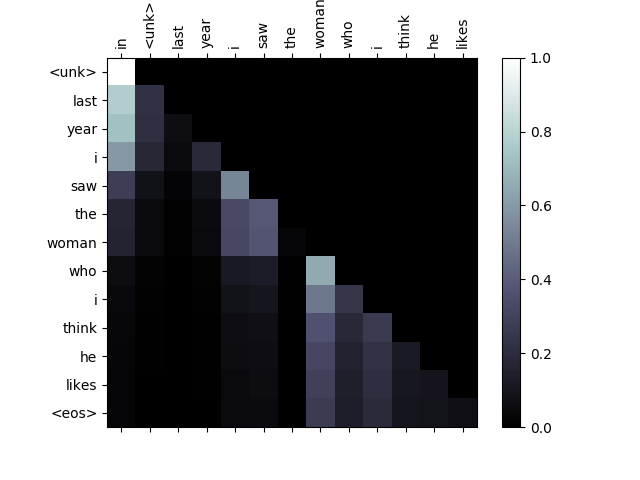 in <unk> last year i saw the woman who i think he likes
<unk>
last
year
i
saw
the
woman
who
i
think
he
likes
<eos>
1.0
0.8
0.6
0.4
0.2
0.0